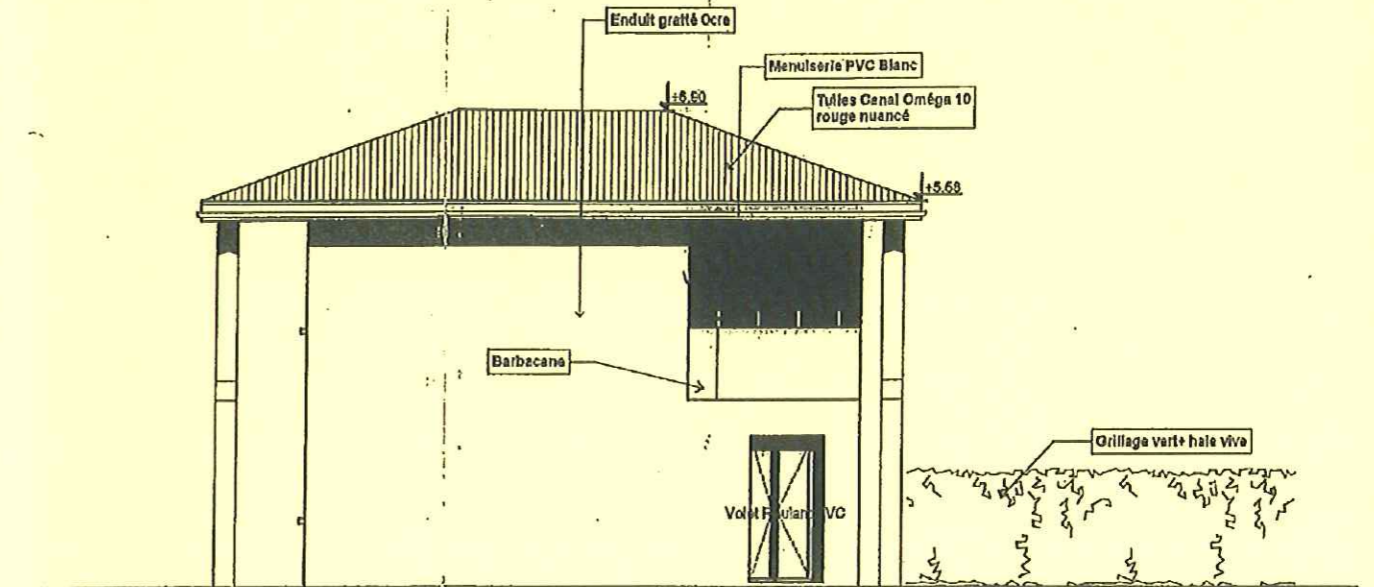 Enduit gratté Ocre
Menuiserie PVC Blanc
+6.90
Tuiles Canal Oméga 10
rouge nuancé
+5.68
Barbacane
Grillage vert+ haie vive
Volet Roulant PVC